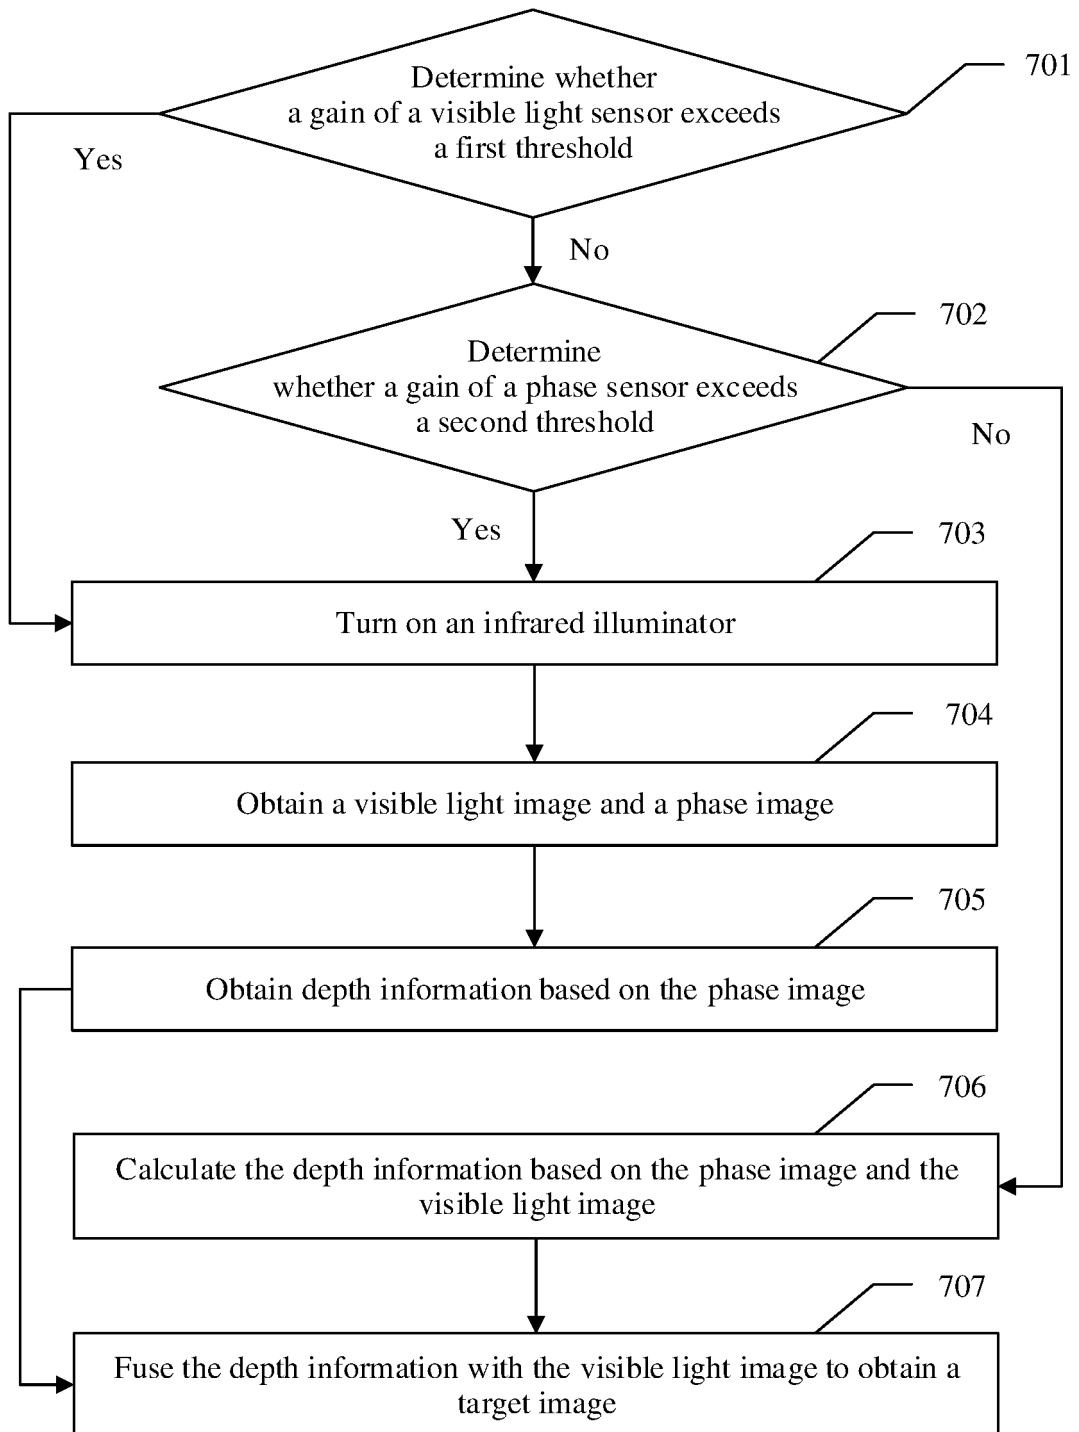 Determine whether
a gain of a visible light sensor exceeds
a first threshold
701
Yes
No
702
Determine
whether a gain of a phase sensor exceeds
a second threshold
No
Yes
703
Turn on an infrared illuminator
704
Obtain a visible light image and a phase image
705
Obtain depth information based on the phase image
706
Calculate the depth information based on the phase image and the
visible light image
707
Fuse the depth information with the visible light image to obtain a
target image